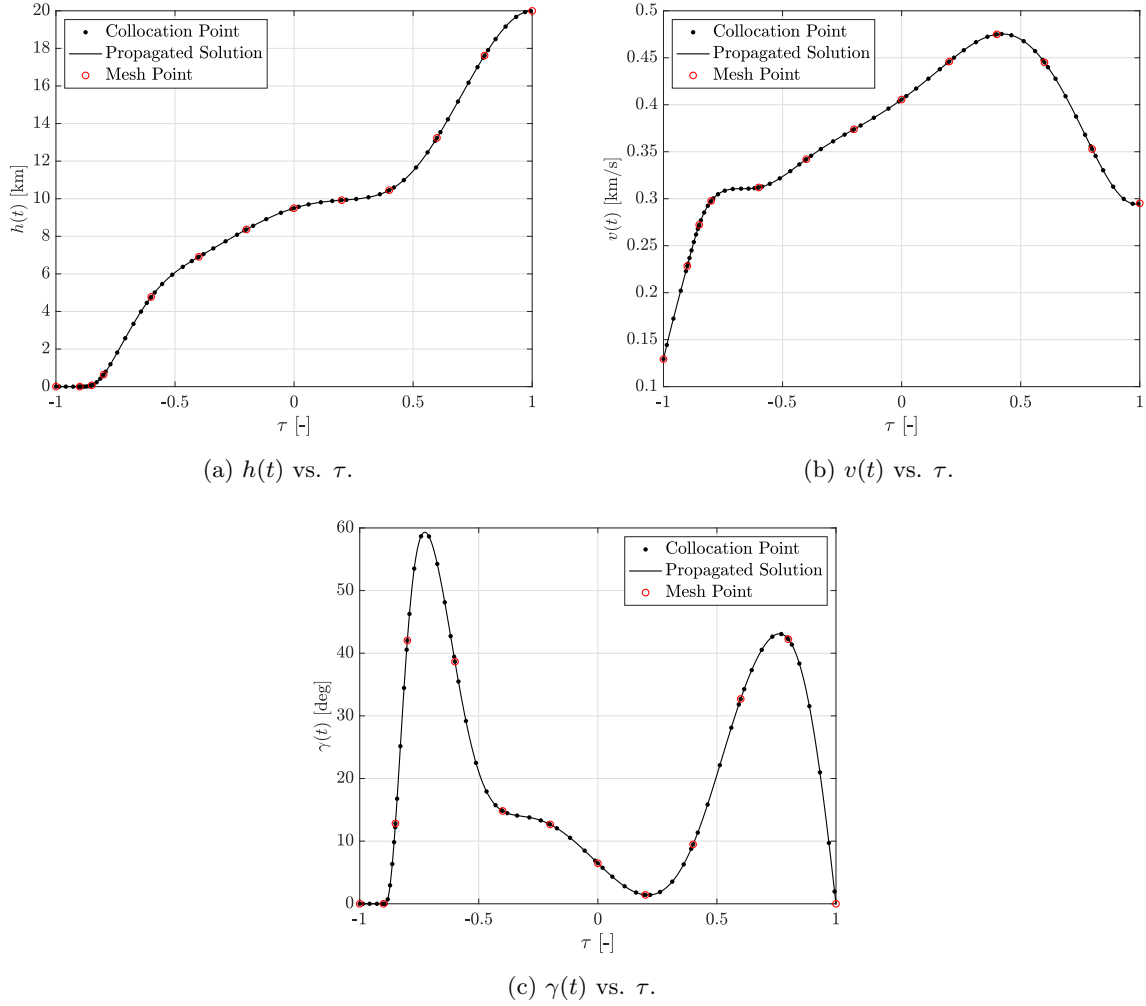 20
18
16
14
12
10
8
6
4
2
0
h(t) [km]
Collocation Point
Propagated Solution
Mesh Point
-1
-0.5
0
0.5
1
τ [-]
(a) h(t) vs. τ.
0.5
0.45
0.4
0.35
0.3
0.25
0.2
0.15
0.1
v(t) [km/s]
Collocation Point
Propagated Solution
Mesh Point
-1
-0.5
0
0.5
1
τ [-]
(b) v(t) vs. τ.
60
50
40
30
20
10
0
γ(t) [deg]
Collocation Point
Propagated Solution
Mesh Point
-1
-0.5
0
0.5
1
τ [-]
(c) γ(t) vs. τ.